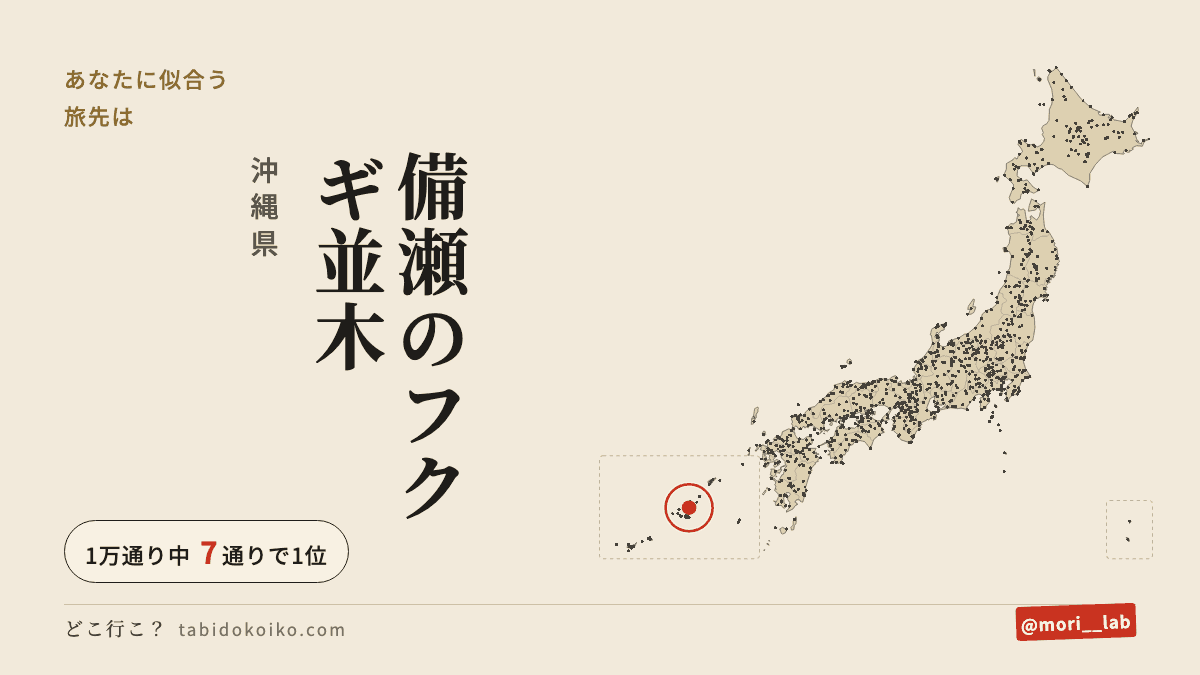 あなたに似合う
旅先は
備瀬のフク
ギ並木
沖縄県
1万通り中 7通りで1位
どこ行こ？ tabidokoiko.com
@mori__lab